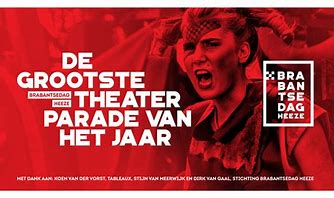 DE
GROOTSTE
BRABANTSEDAG
HEEZE
THEATER
PARADE VAN
HET JAAR
BRA
BANT
TSE
DAG
HEEZE
MET DANK AAN: KOEN VAN DER VORST, TABLEAUX, STIJN VAN MEERWIJK EN DIRK VAN GAAL, STICHTING BRABANTSEDAG HEEZE